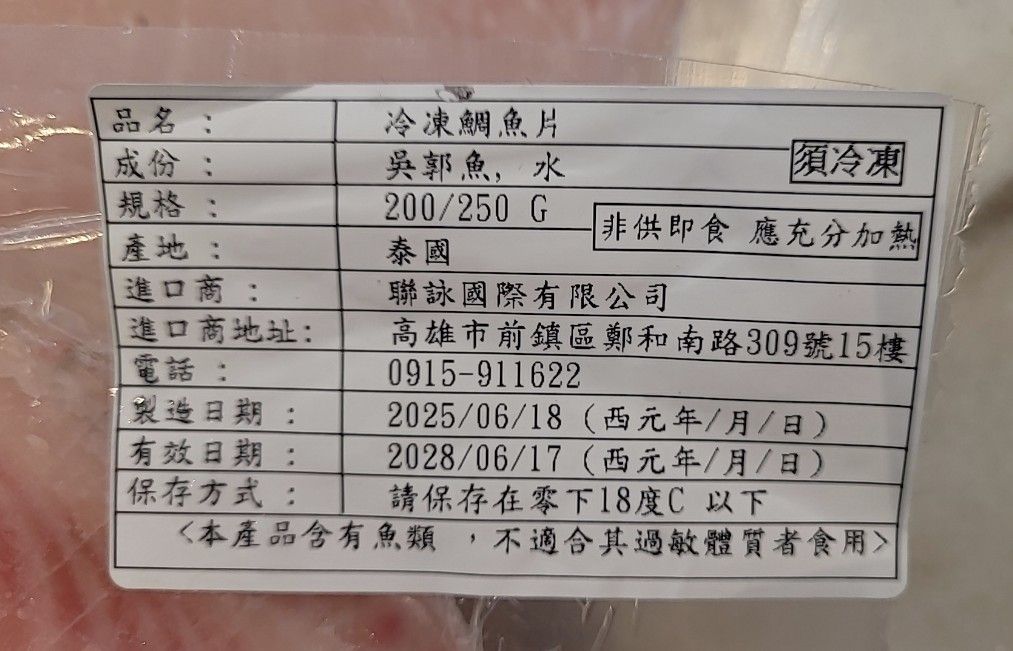 品名： 冷凍鯛魚片
成份： 吳郭魚, 水
須冷凍
規格： 200/250 G
非供即食 應充分加熱
產地： 泰國
進口商： 聯詠國際有限公司
進口商地址: 高雄市前鎮區鄭和南路309號15樓
電話： 0915-911622
製造日期： 2025/06/18 (西元年/月/日)
有效日期： 2028/06/17 (西元年/月/日)
保存方式： 請保存在零下18度C 以下
<本產品含有魚類，不適合其過敏體質者食用>